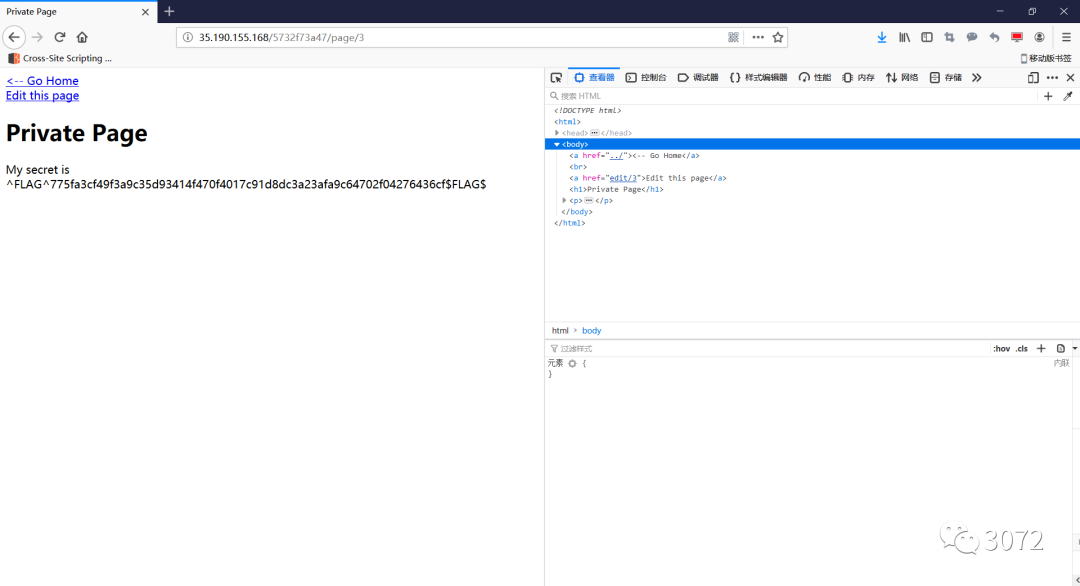 Private Page
35.190.155.168/5732f73a47/page/3
Cross-Site Scripting ...
移动版书签
<-- Go Home
Edit this page
Private Page
My secret is
^FLAG^775fa3cf49f3a9c35d93414f470f4017c91d8dc3a23afa9c64702f04276436cf$FLAG$
查看器 控制台 调试器 {} 样式编辑器 性能 内存 网络 存储
搜索 HTML
<!DOCTYPE html>
<html>
<head>…</head>
<body>
<a href="../"><-- Go Home</a>
<br>
<a href="edit/3">Edit this page</a>
<h1>Private Page</h1>
<p>…</p>
</body>
</html>
html > body
过滤样式 :hov .cls +
元素 { 内联
}
3072